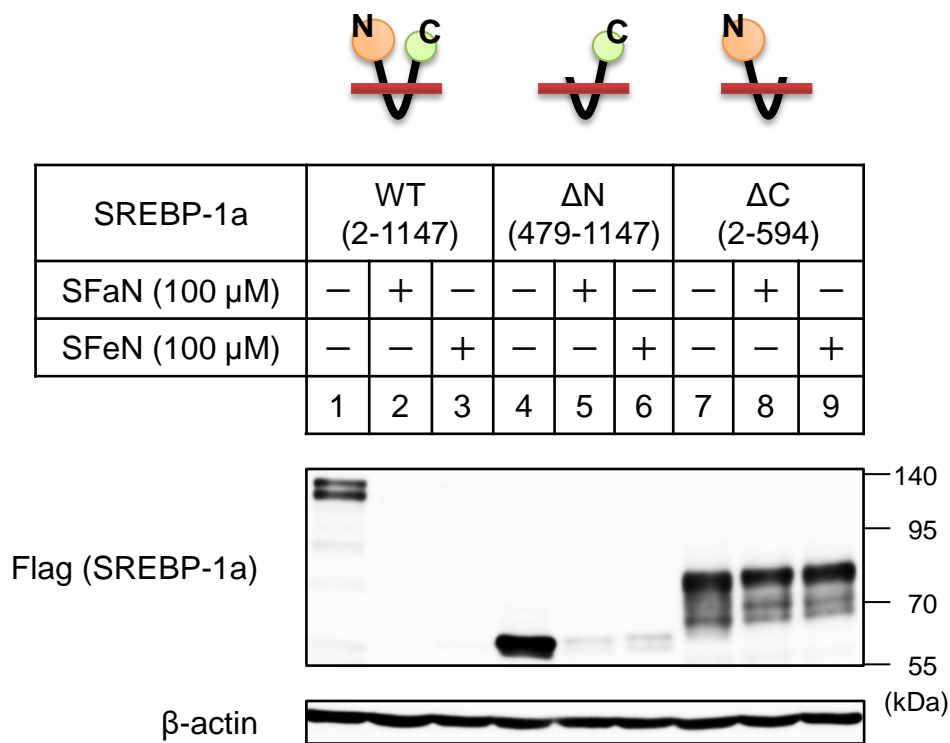 N C C N
SREBP-1a WT ΔN ΔC
(2-1147) (479-1147) (2-594)
SFaN (100 μM) − + − − + − − + −
SFeN (100 μM) − − + − − + − − +
1 2 3 4 5 6 7 8 9
140
95
Flag (SREBP-1a)
70
55
(kDa)
β-actin